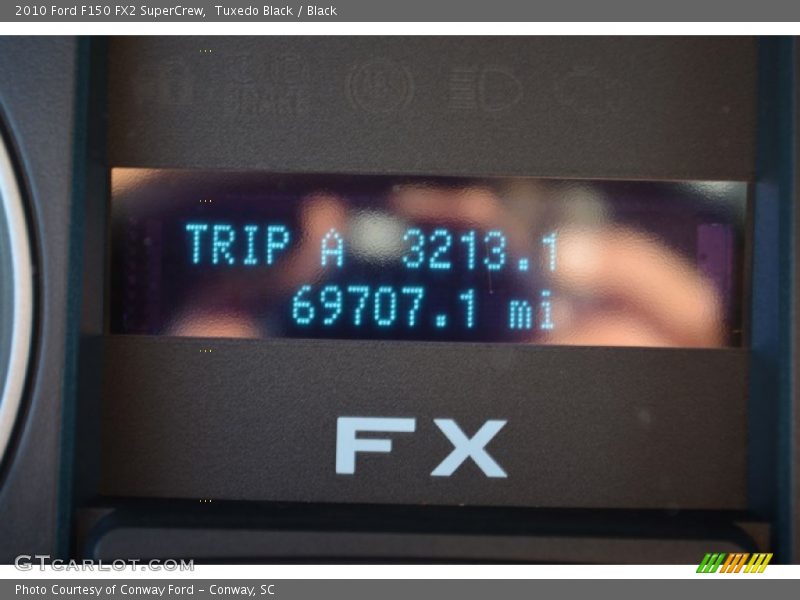 2010 Ford F150 FX2 SuperCrew, Tuxedo Black / Black
TRIP A 3213.1
69707.1 mi
FX
GTCARLOT.COM
Photo Courtesy of Conway Ford – Conway, SC